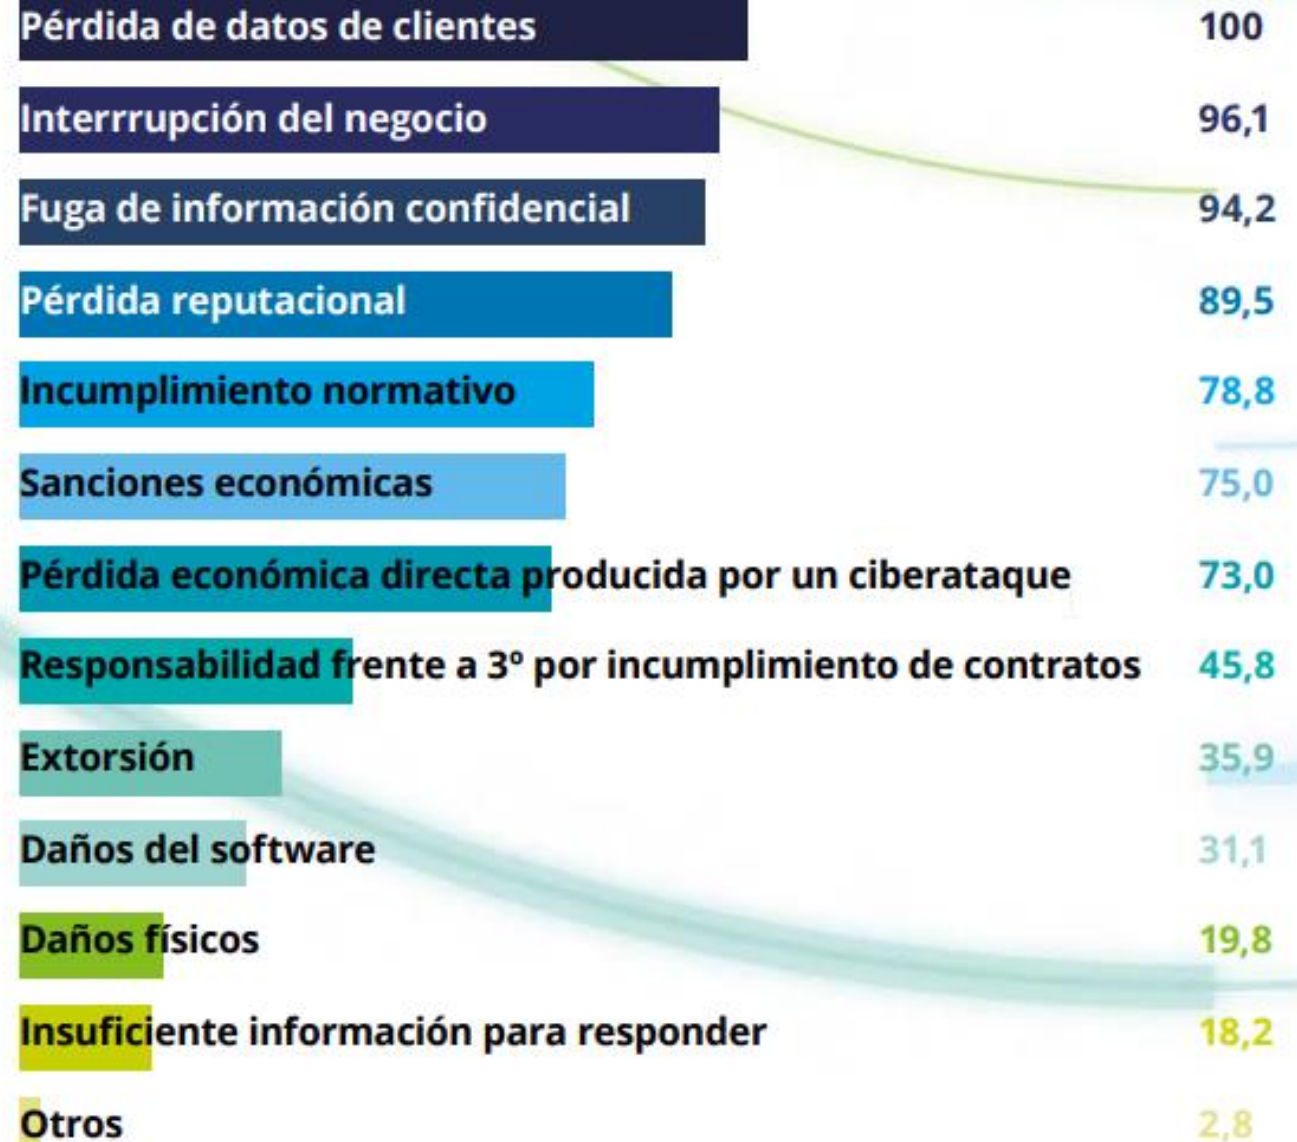 Pérdida de datos de clientes 100
Interrrupción del negocio 96,1
Fuga de información confidencial 94,2
Pérdida reputacional 89,5
Incumplimiento normativo 78,8
Sanciones económicas 75,0
Pérdida económica directa producida por un ciberataque 73,0
Responsabilidad frente a 3º por incumplimiento de contratos 45,8
Extorsión 35,9
Daños del software 31,1
Daños físicos 19,8
Insuficiente información para responder 18,2
Otros 2,8